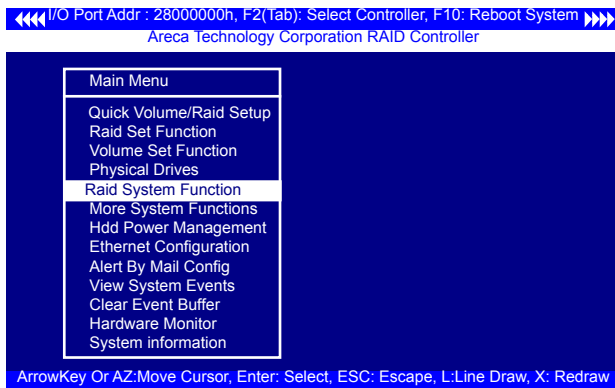 I/O Port Addr : 28000000h, F2(Tab): Select Controller, F10: Reboot System
Areca Technology Corporation RAID Controller
Main Menu
Quick Volume/Raid Setup
Raid Set Function
Volume Set Function
Physical Drives
Raid System Function
More System Functions
Hdd Power Management
Ethernet Configuration
Alert By Mail Config
View System Events
Clear Event Buffer
Hardware Monitor
System information
ArrowKey Or AZ:Move Cursor, Enter: Select, ESC: Escape, L:Line Draw, X: Redraw